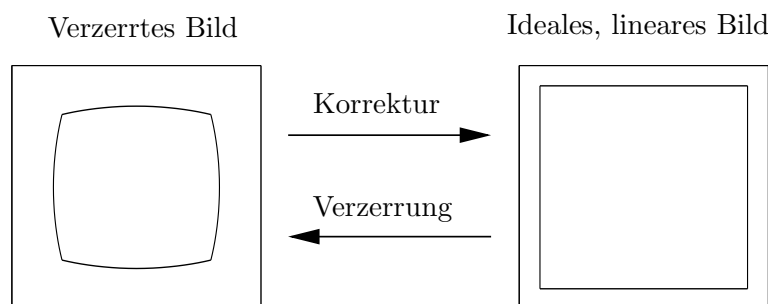 Verzerrtes Bild
Ideales, lineares Bild
Korrektur
Verzerrung